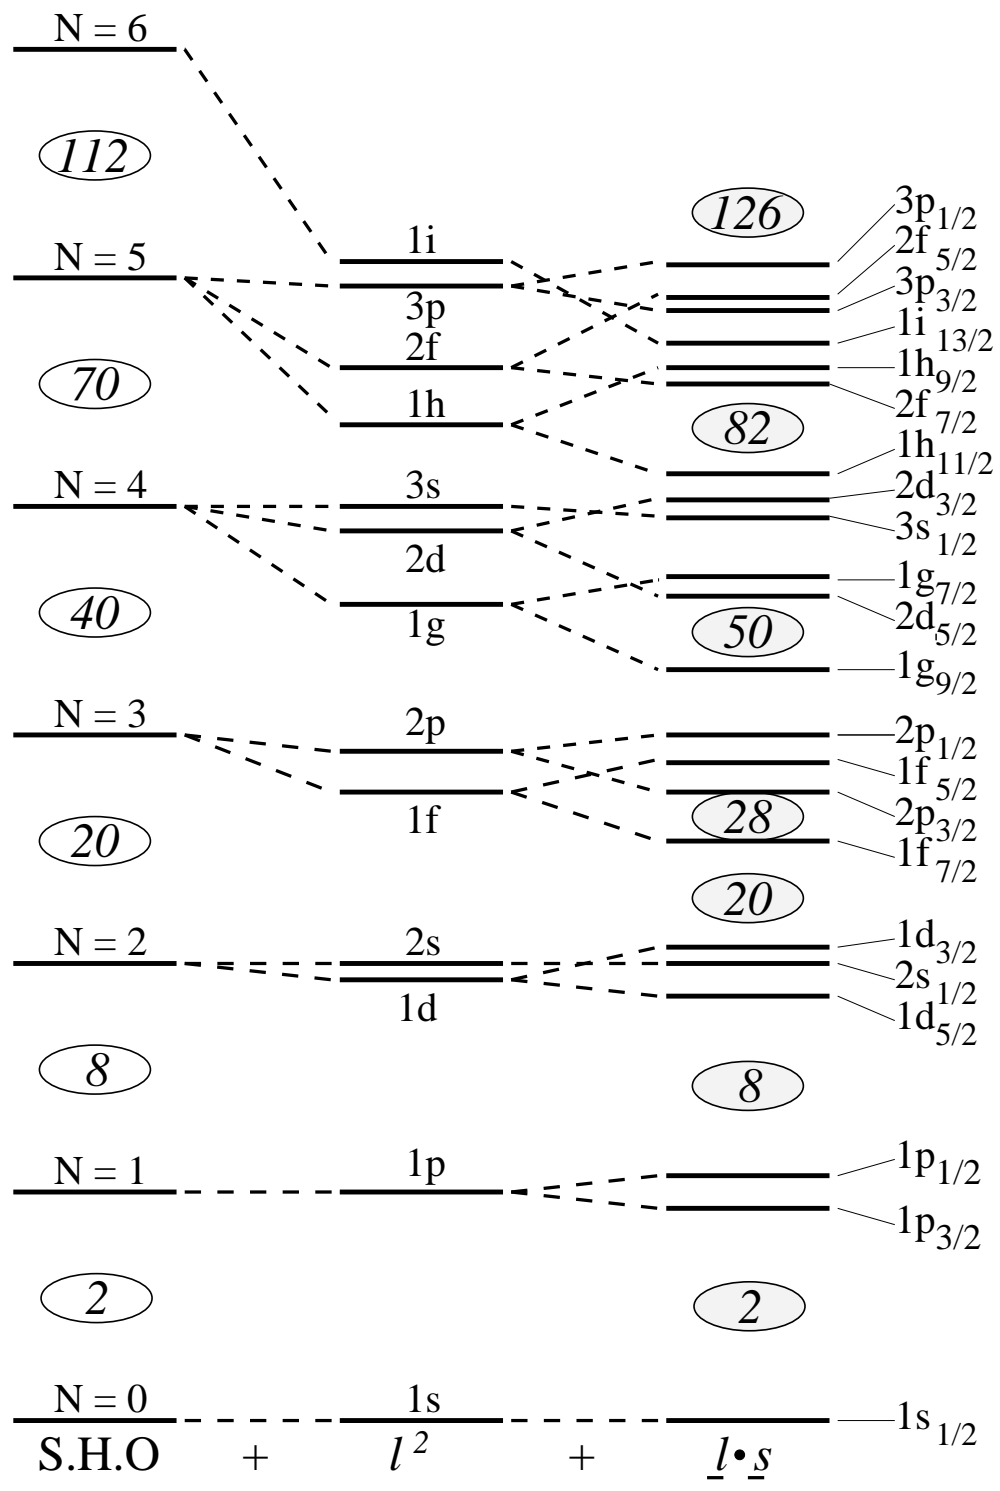 N = 6
112
126
3p1/2
2f5/2
1i
N = 5
3p
3p3/2
1i13/2
2f
1h9/2
70
1h
82
2f7/2
1h11/2
N = 4
3s
2d3/2
3s1/2
2d
1g7/2
40
1g
50
2d5/2
1g9/2
N = 3
2p
2p1/2
1f5/2
20
1f
28
2p3/2
1f7/2
20
N = 2
2s
1d3/2
2s1/2
1d
1d5/2
8
8
N = 1
1p
1p1/2
1p3/2
2
2
N = 0
1s
1s1/2
S.H.O + l² + l•s